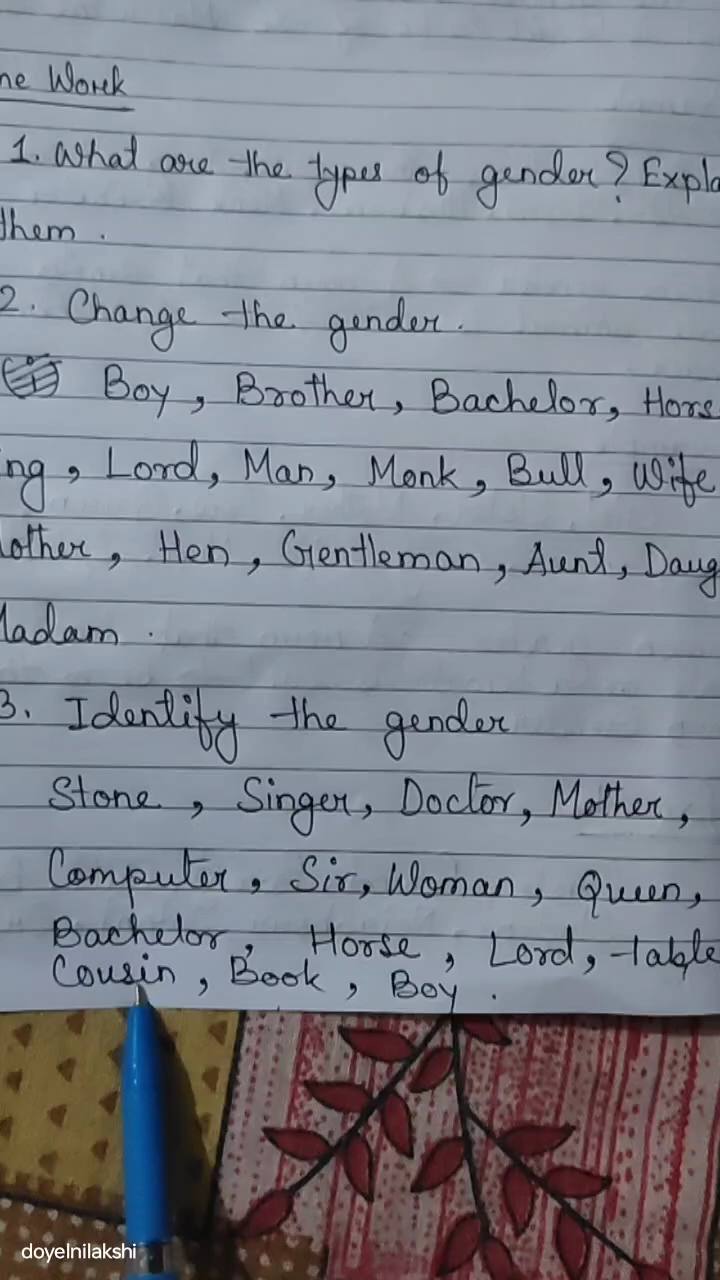 ne Work
1. What are the types of gender? Expla
them.
2. Change the gender.
Boy, Brother, Bachelor, Hors
ng, Lord, Man, Monk, Bull, Wife
other, Hen, Gentleman, Aunt, Daug
Madam.
3. Identify the gender
Stone, Singer, Doctor, Mother,
Computer, Sir, Woman, Queen,
Bachelor, Horse, Lord, table
Cousin, Book, Boy.
doyelnilakshi